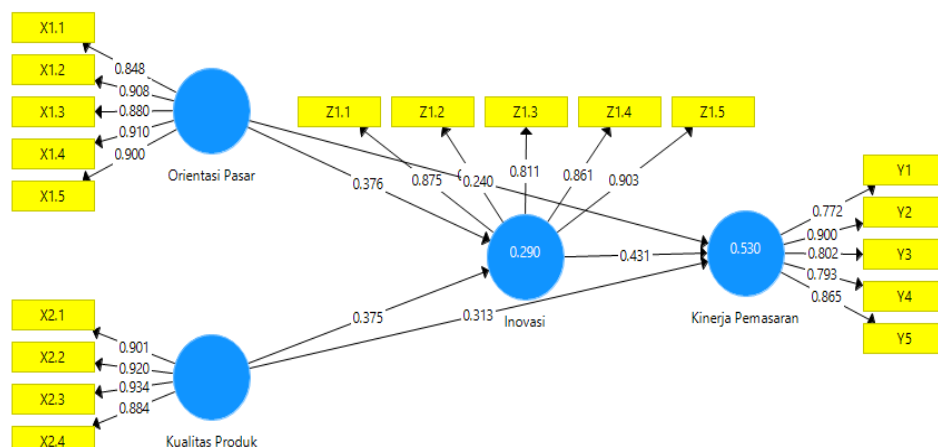 X1.1
X1.2
X1.3
X1.4
X1.5
0.848
0.908
0.880
0.910
0.900
Orientasi Pasar
Z1.1
Z1.2
Z1.3
Z1.4
Z1.5
0.875
0.240
0.811
0.861
0.903
0.376
0.290
Inovasi
0.431
0.530
Kinerja Pemasaran
Y1
Y2
Y3
Y4
Y5
0.772
0.900
0.802
0.793
0.865
0.375
0.313
X2.1
X2.2
X2.3
X2.4
0.901
0.920
0.934
0.884
Kualitas Produk